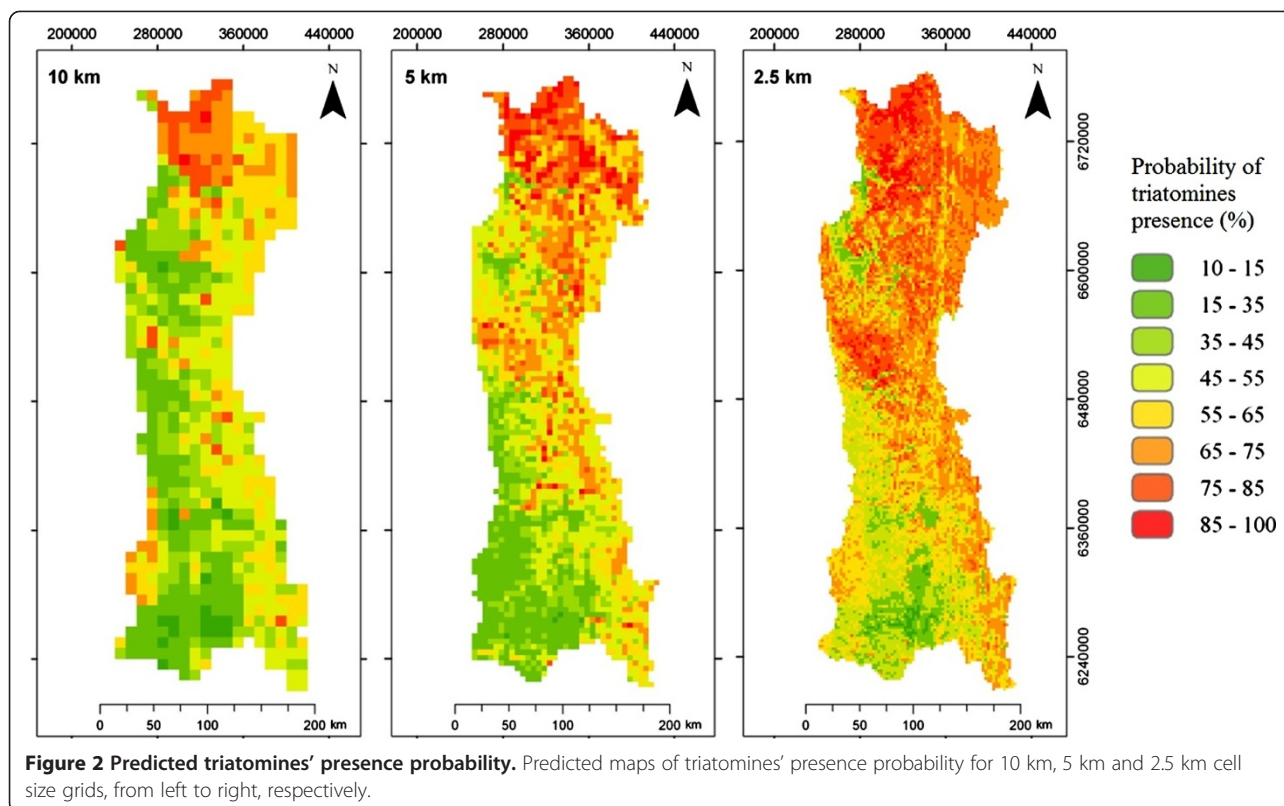 200000 280000 360000 440000
200000 280000 360000 440000
200000 280000 360000 440000
10 km
N
5 km
N
2.5 km
N
6720000
6600000
6480000
6360000
6240000
Probability of
triatomines
presence (%)
10 - 15
15 - 35
35 - 45
45 - 55
55 - 65
65 - 75
75 - 85
85 - 100
0 50 100 200 km
0 50 100 200 km
0 50 100 200 km
Figure 2 Predicted triatomines' presence probability. Predicted maps of triatomines' presence probability for 10 km, 5 km and 2.5 km cell
size grids, from left to right, respectively.